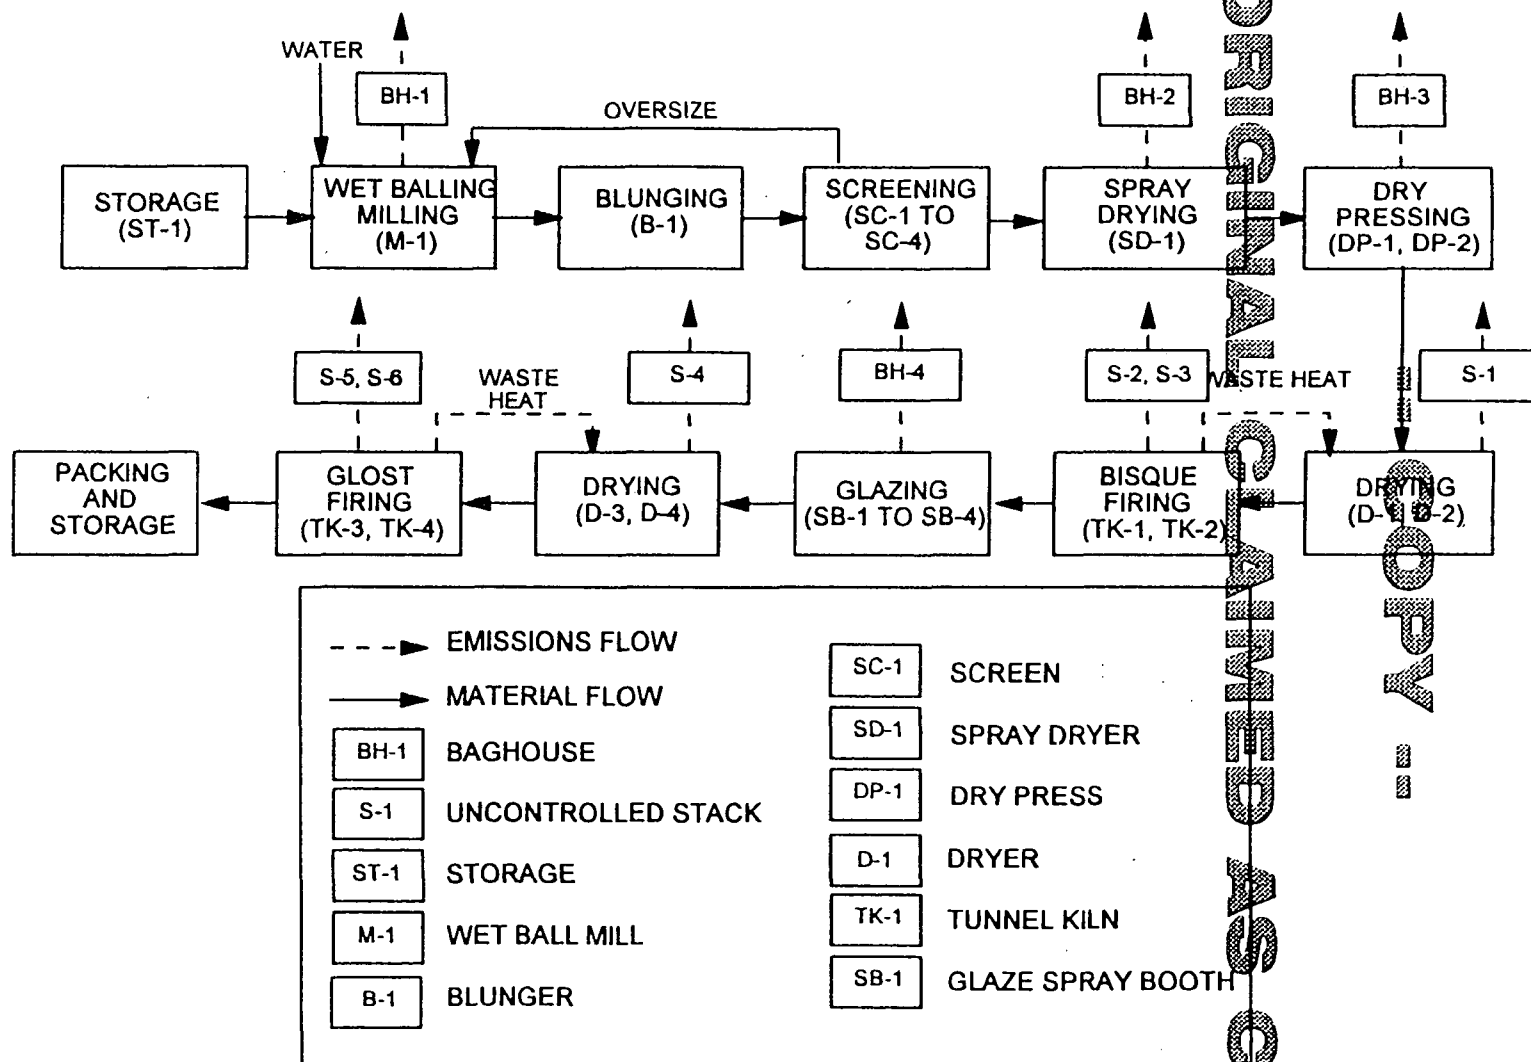 WATER
BH-1
BH-2
BH-3
OVERSIZE
STORAGE
(ST-1)
WET BALLING
MILLING
(M-1)
BLUNGING
(B-1)
SCREENING
(SC-1 TO
SC-4)
SPRAY
DRYING
(SD-1)
DRY
PRESSING
(DP-1, DP-2)
S-5, S-6
WASTE
HEAT
S-4
BH-4
S-2, S-3
WASTE HEAT
S-1
PACKING
AND
STORAGE
GLOST
FIRING
(TK-3, TK-4)
DRYING
(D-3, D-4)
GLAZING
(SB-1 TO SB-4)
BISQUE
FIRING
(TK-1, TK-2)
DRYING
(D-1, D-2)
EMISSIONS FLOW
MATERIAL FLOW
BH-1 BAGHOUSE
S-1 UNCONTROLLED STACK
ST-1 STORAGE
M-1 WET BALL MILL
B-1 BLUNGER
SC-1 SCREEN
SD-1 SPRAY DRYER
DP-1 DRY PRESS
D-1 DRYER
TK-1 TUNNEL KILN
SB-1 GLAZE SPRAY BOOTH
ORIGINAL CLAIMED AS C
-- COPY --